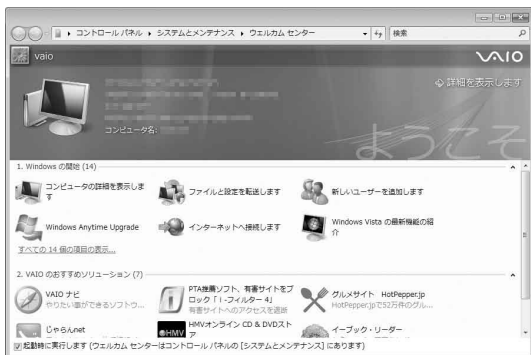 コントロール パネル ▸ システムとメンテナンス ▸ ウェルカム センター
検索
vaio
VAIO
詳細を表示します
コンピュータ名:
ようこそ
1. Windows の開始 (14)
コンピュータの詳細を表示します
ファイルと設定を転送します
新しいユーザーを追加します
Windows Anytime Upgrade
インターネットへ接続します
Windows Vista の最新機能の紹介
すべての 14 個の項目の表示...
2. VAIO のおすすめソリューション (7)
VAIO ナビ
やりたい事ができるソフトウ...
PTA推薦ソフト、有害サイトをブロック「i -フィルター 4」
有害サイトへのアクセスを遮断
グルメサイト HotPepper.jp
HotPepper.jpで52万件のグル...
じゃらんnet
HMV
HMVオンライン CD & DVDストア
イーブック・リーダー
起動時に実行します (ウェルカム センターはコントロール パネルの [システムとメンテナンス] にあります)